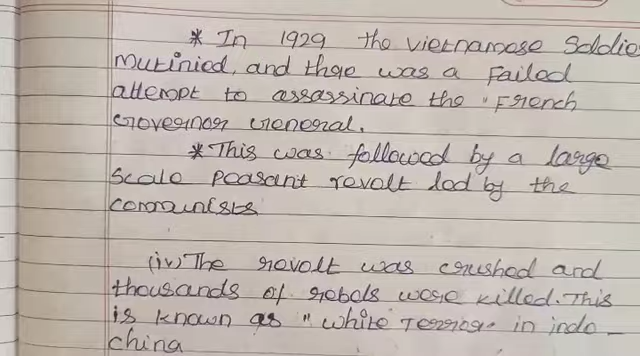 * In 1929 the vietnamese Soldie
mutinied, and there was a Failed
attempt to assassinate the "French
Governor General.
* This was followed by a large
Scale peasant revolt led by the
communists
(iv) The revolt was crushed and
thousands of rebels were killed. This
is known as "white Terror" in indo-
china